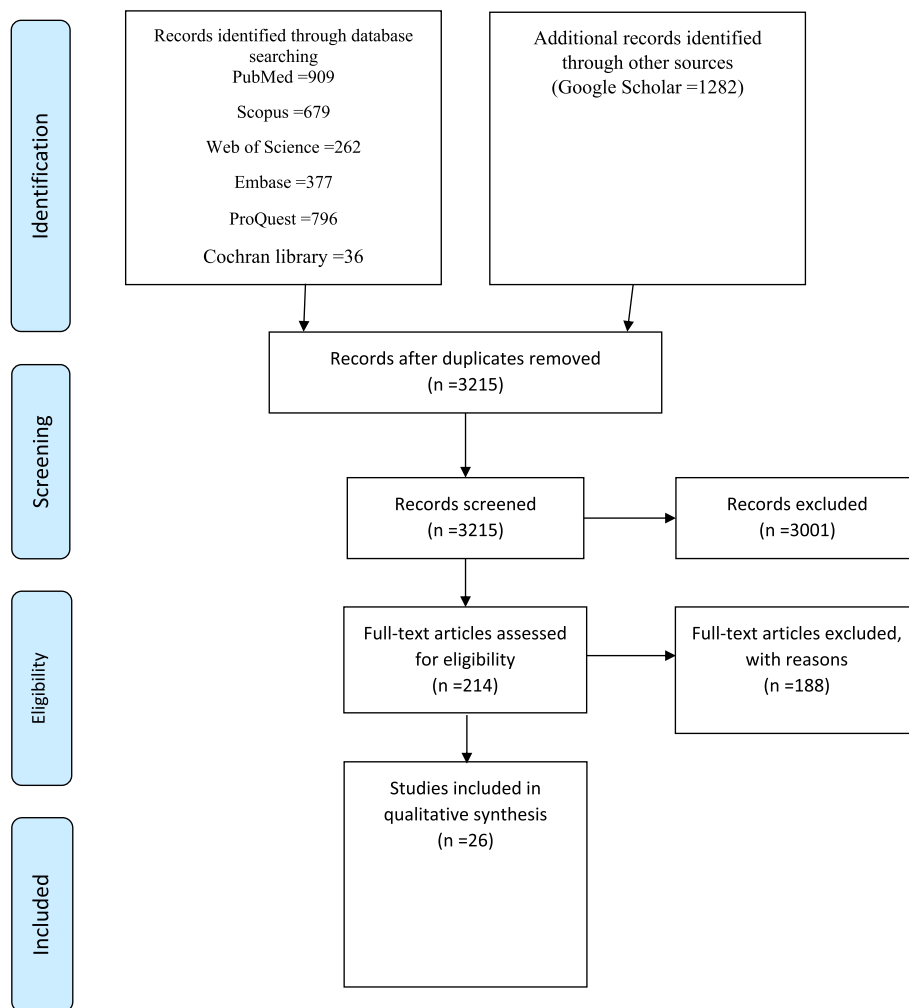 Identification
Records identified through database
searching
PubMed =909
Scopus =679
Web of Science =262
Embase =377
ProQuest =796
Cochran library =36
Additional records identified
through other sources
(Google Scholar =1282)
Records after duplicates removed
(n =3215)
Screening
Records screened
(n =3215)
Records excluded
(n =3001)
Eligibility
Full-text articles assessed
for eligibility
(n =214)
Full-text articles excluded,
with reasons
(n =188)
Included
Studies included in
qualitative synthesis
(n =26)